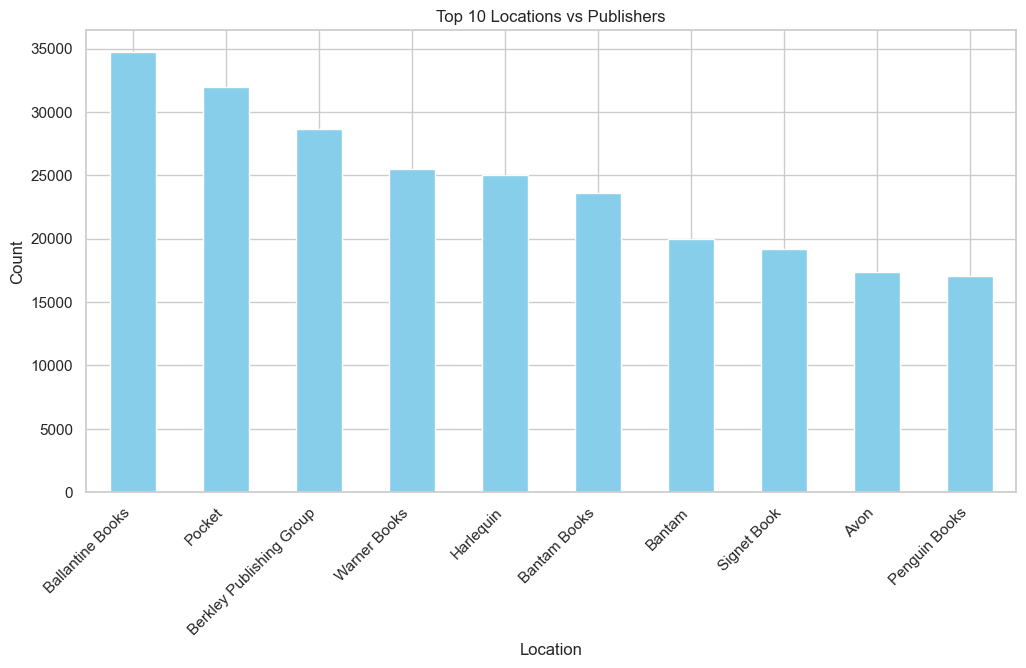 Top 10 Locations vs Publishers
Count
35000
30000
25000
20000
15000
10000
5000
0
Ballantine Books
Pocket
Berkley Publishing Group
Warner Books
Harlequin
Bantam Books
Bantam
Signet Book
Avon
Penguin Books
Location